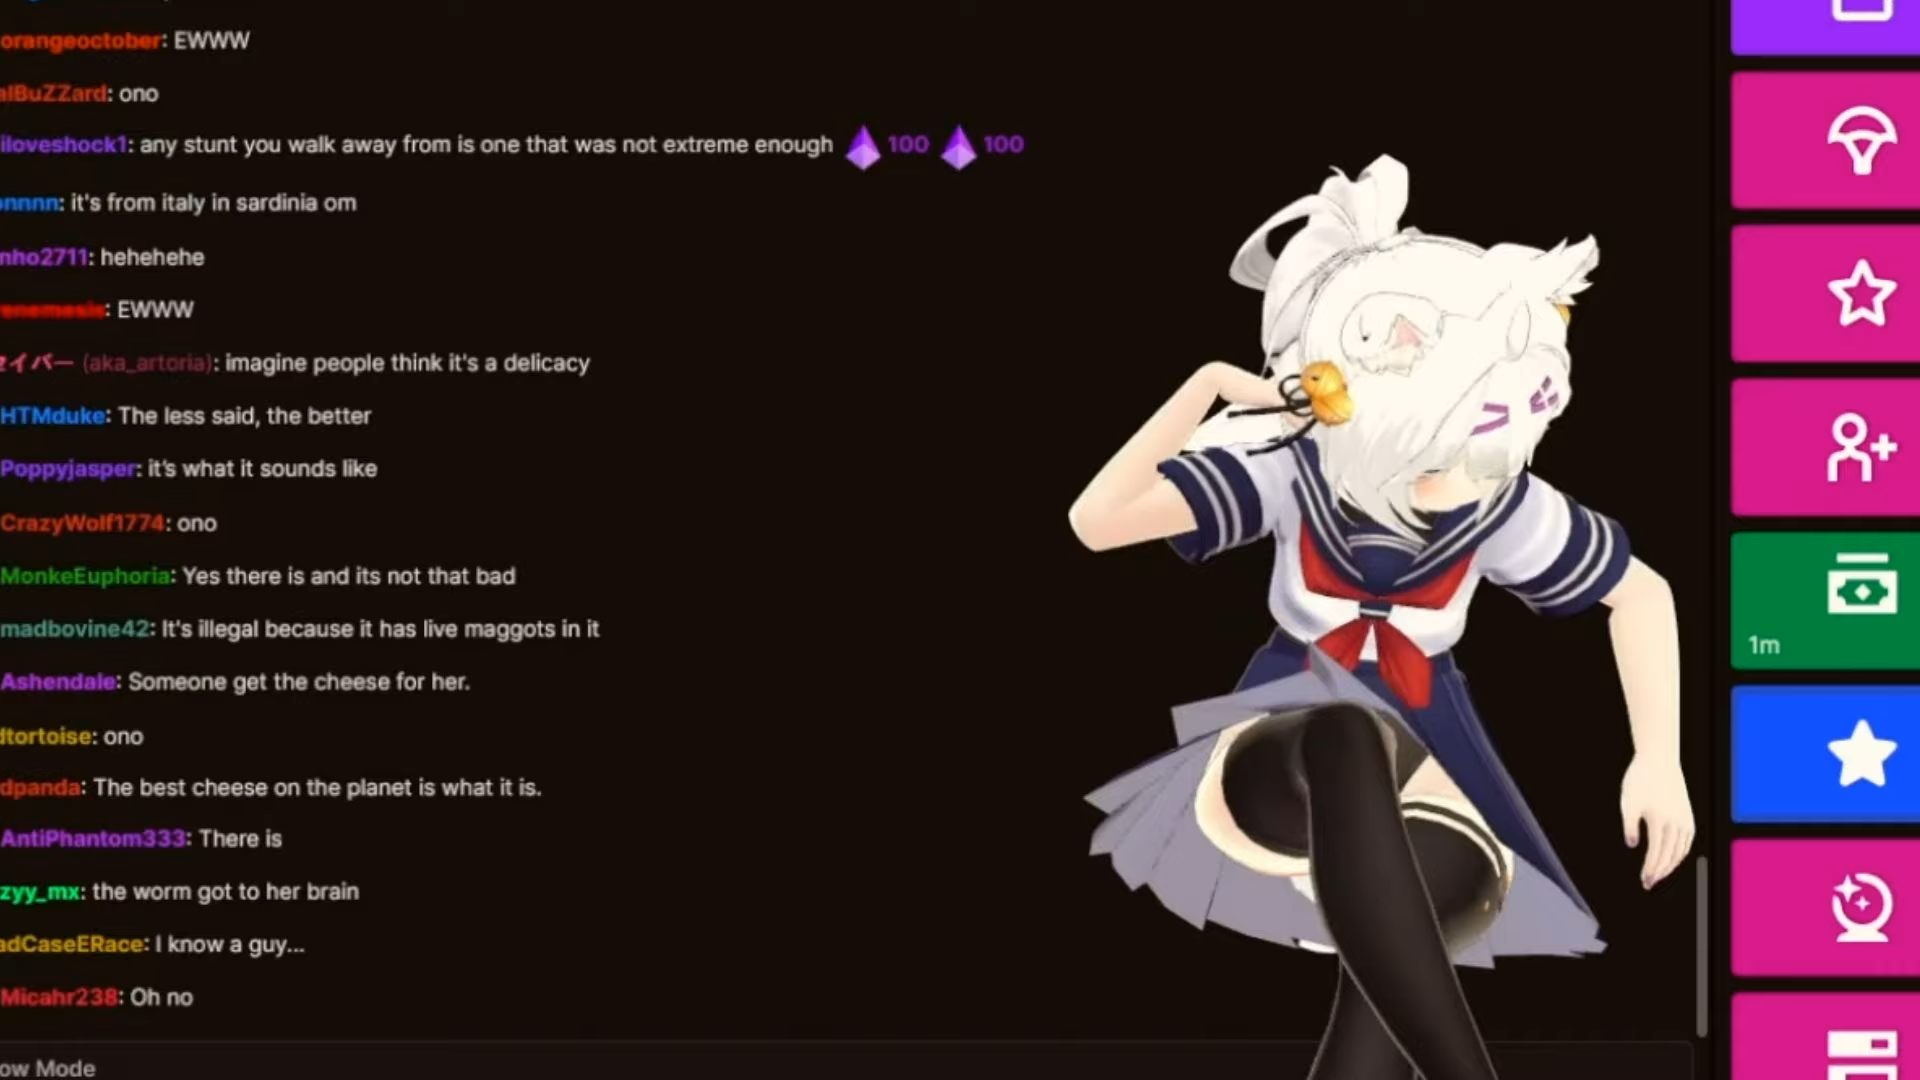 orangeoctober: EWWW
alBuZZard: ono
iloveshock1: any stunt you walk away from is one that was not extreme enough 100 100
onnnn: it's from italy in sardinia om
nho2711: hehehehe
enemesis: EWWW
セイバー (aka_artoria): imagine people think it's a delicacy
HTMduke: The less said, the better
Poppyjasper: it's what it sounds like
CrazyWolf1774: ono
MonkeEuphoria: Yes there is and its not that bad
madbovine42: It's illegal because it has live maggots in it
Ashendale: Someone get the cheese for her.
dtortoise: ono
dpanda: The best cheese on the planet is what it is.
AntiPhantom333: There is
zyy_mx: the worm got to her brain
adCaseERace: I know a guy...
Micahr238: Oh no
ow Mode
1m